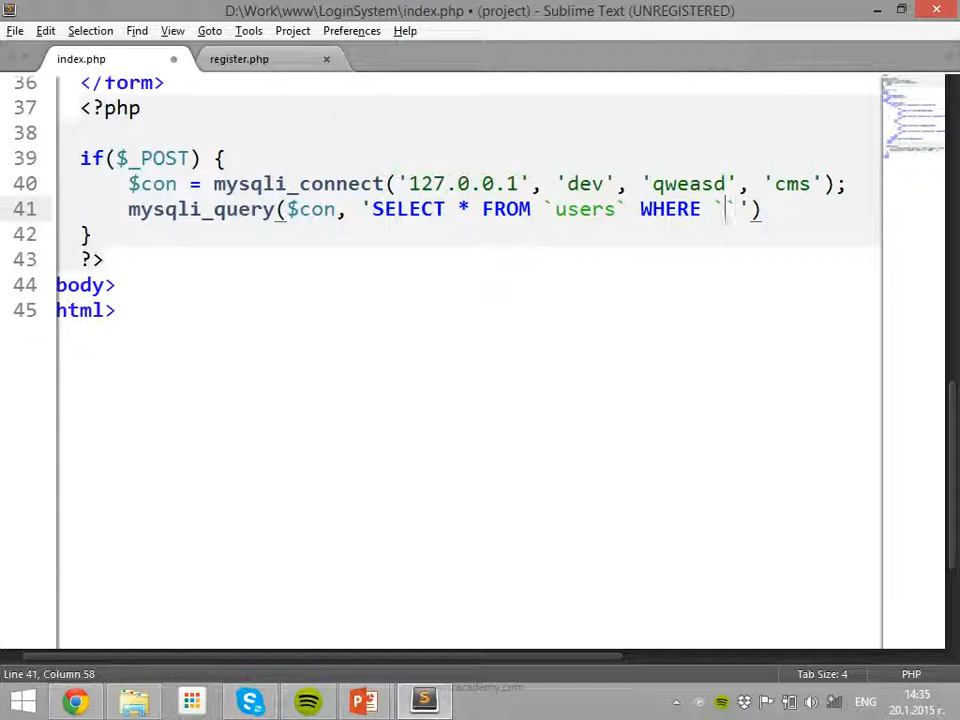 D:\Work\www\LoginSystem\index.php • (project) - Sublime Text (UNREGISTERED)
File Edit Selection Find View Goto Tools Project Preferences Help
index.php register.php
36 </form>
37 <?php
38
39 if($_POST) {
40 $con = mysqli_connect('127.0.0.1', 'dev', 'qweasd', 'cms');
41 mysqli_query($con, 'SELECT * FROM `users` WHERE ``')
42 }
43 ?>
44 body>
45 html>
Line 41, Column 58 Tab Size: 4 PHP
academy.com
ENG 14:35
20.1.2015 г.